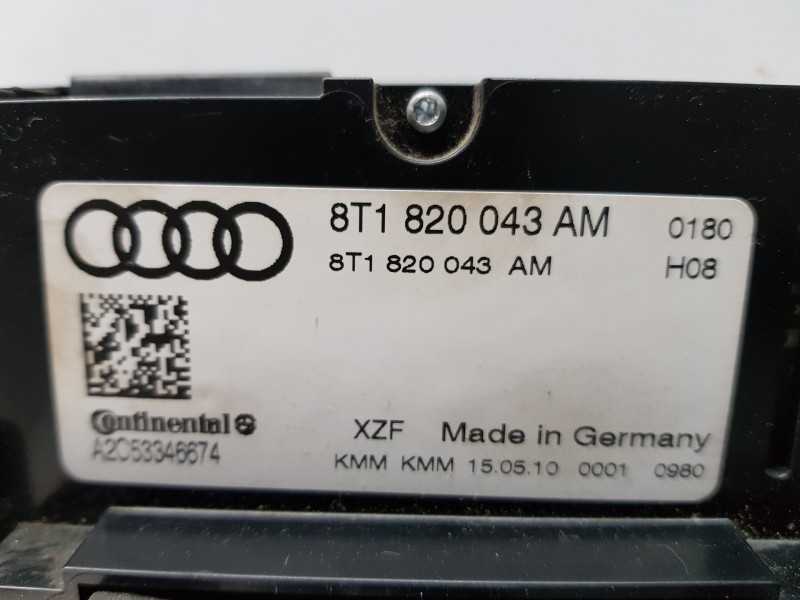 8T1 820 043 AM 0180
8T1 820 043 AM H08
Continental
A2C53346674
XZF Made in Germany
KMM KMM 15.05.10 0001 0980